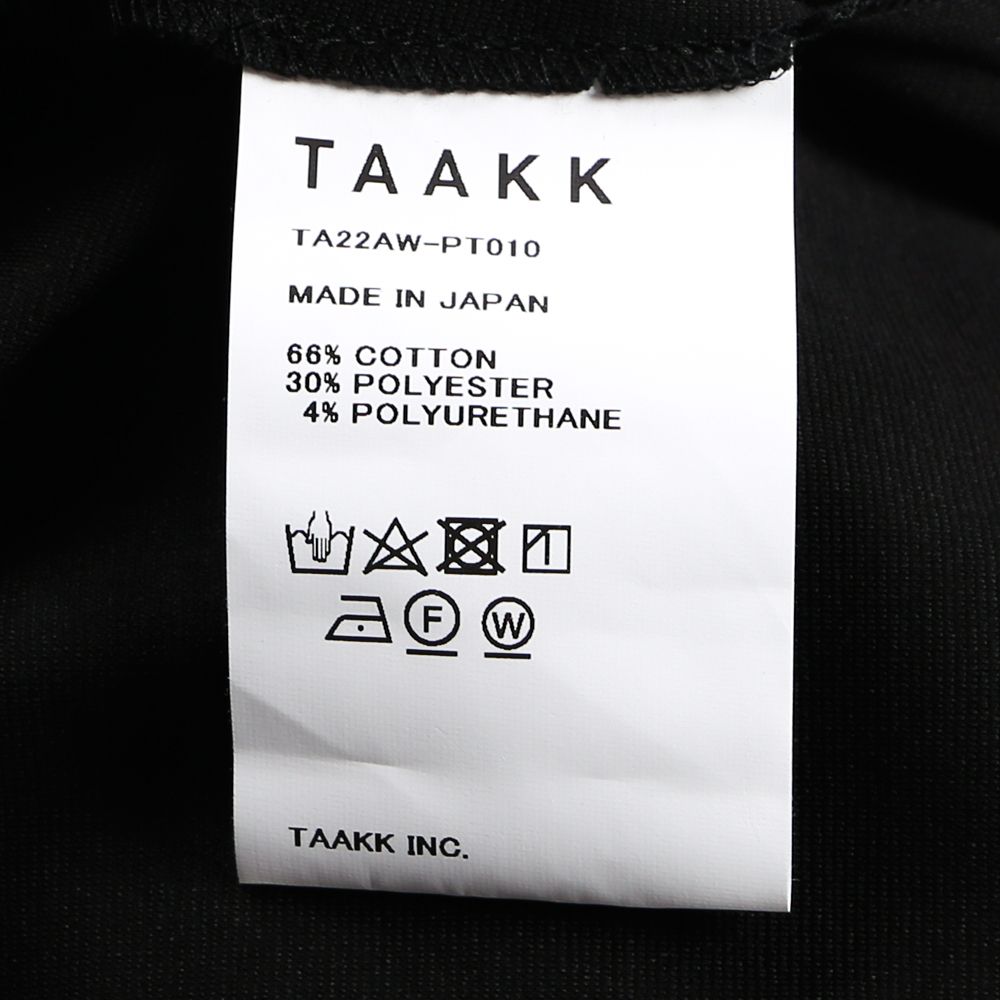 TAAKK
TA22AW-PT010
MADE IN JAPAN
66% COTTON
30% POLYESTER
4% POLYURETHANE
F W
TAAKK INC.